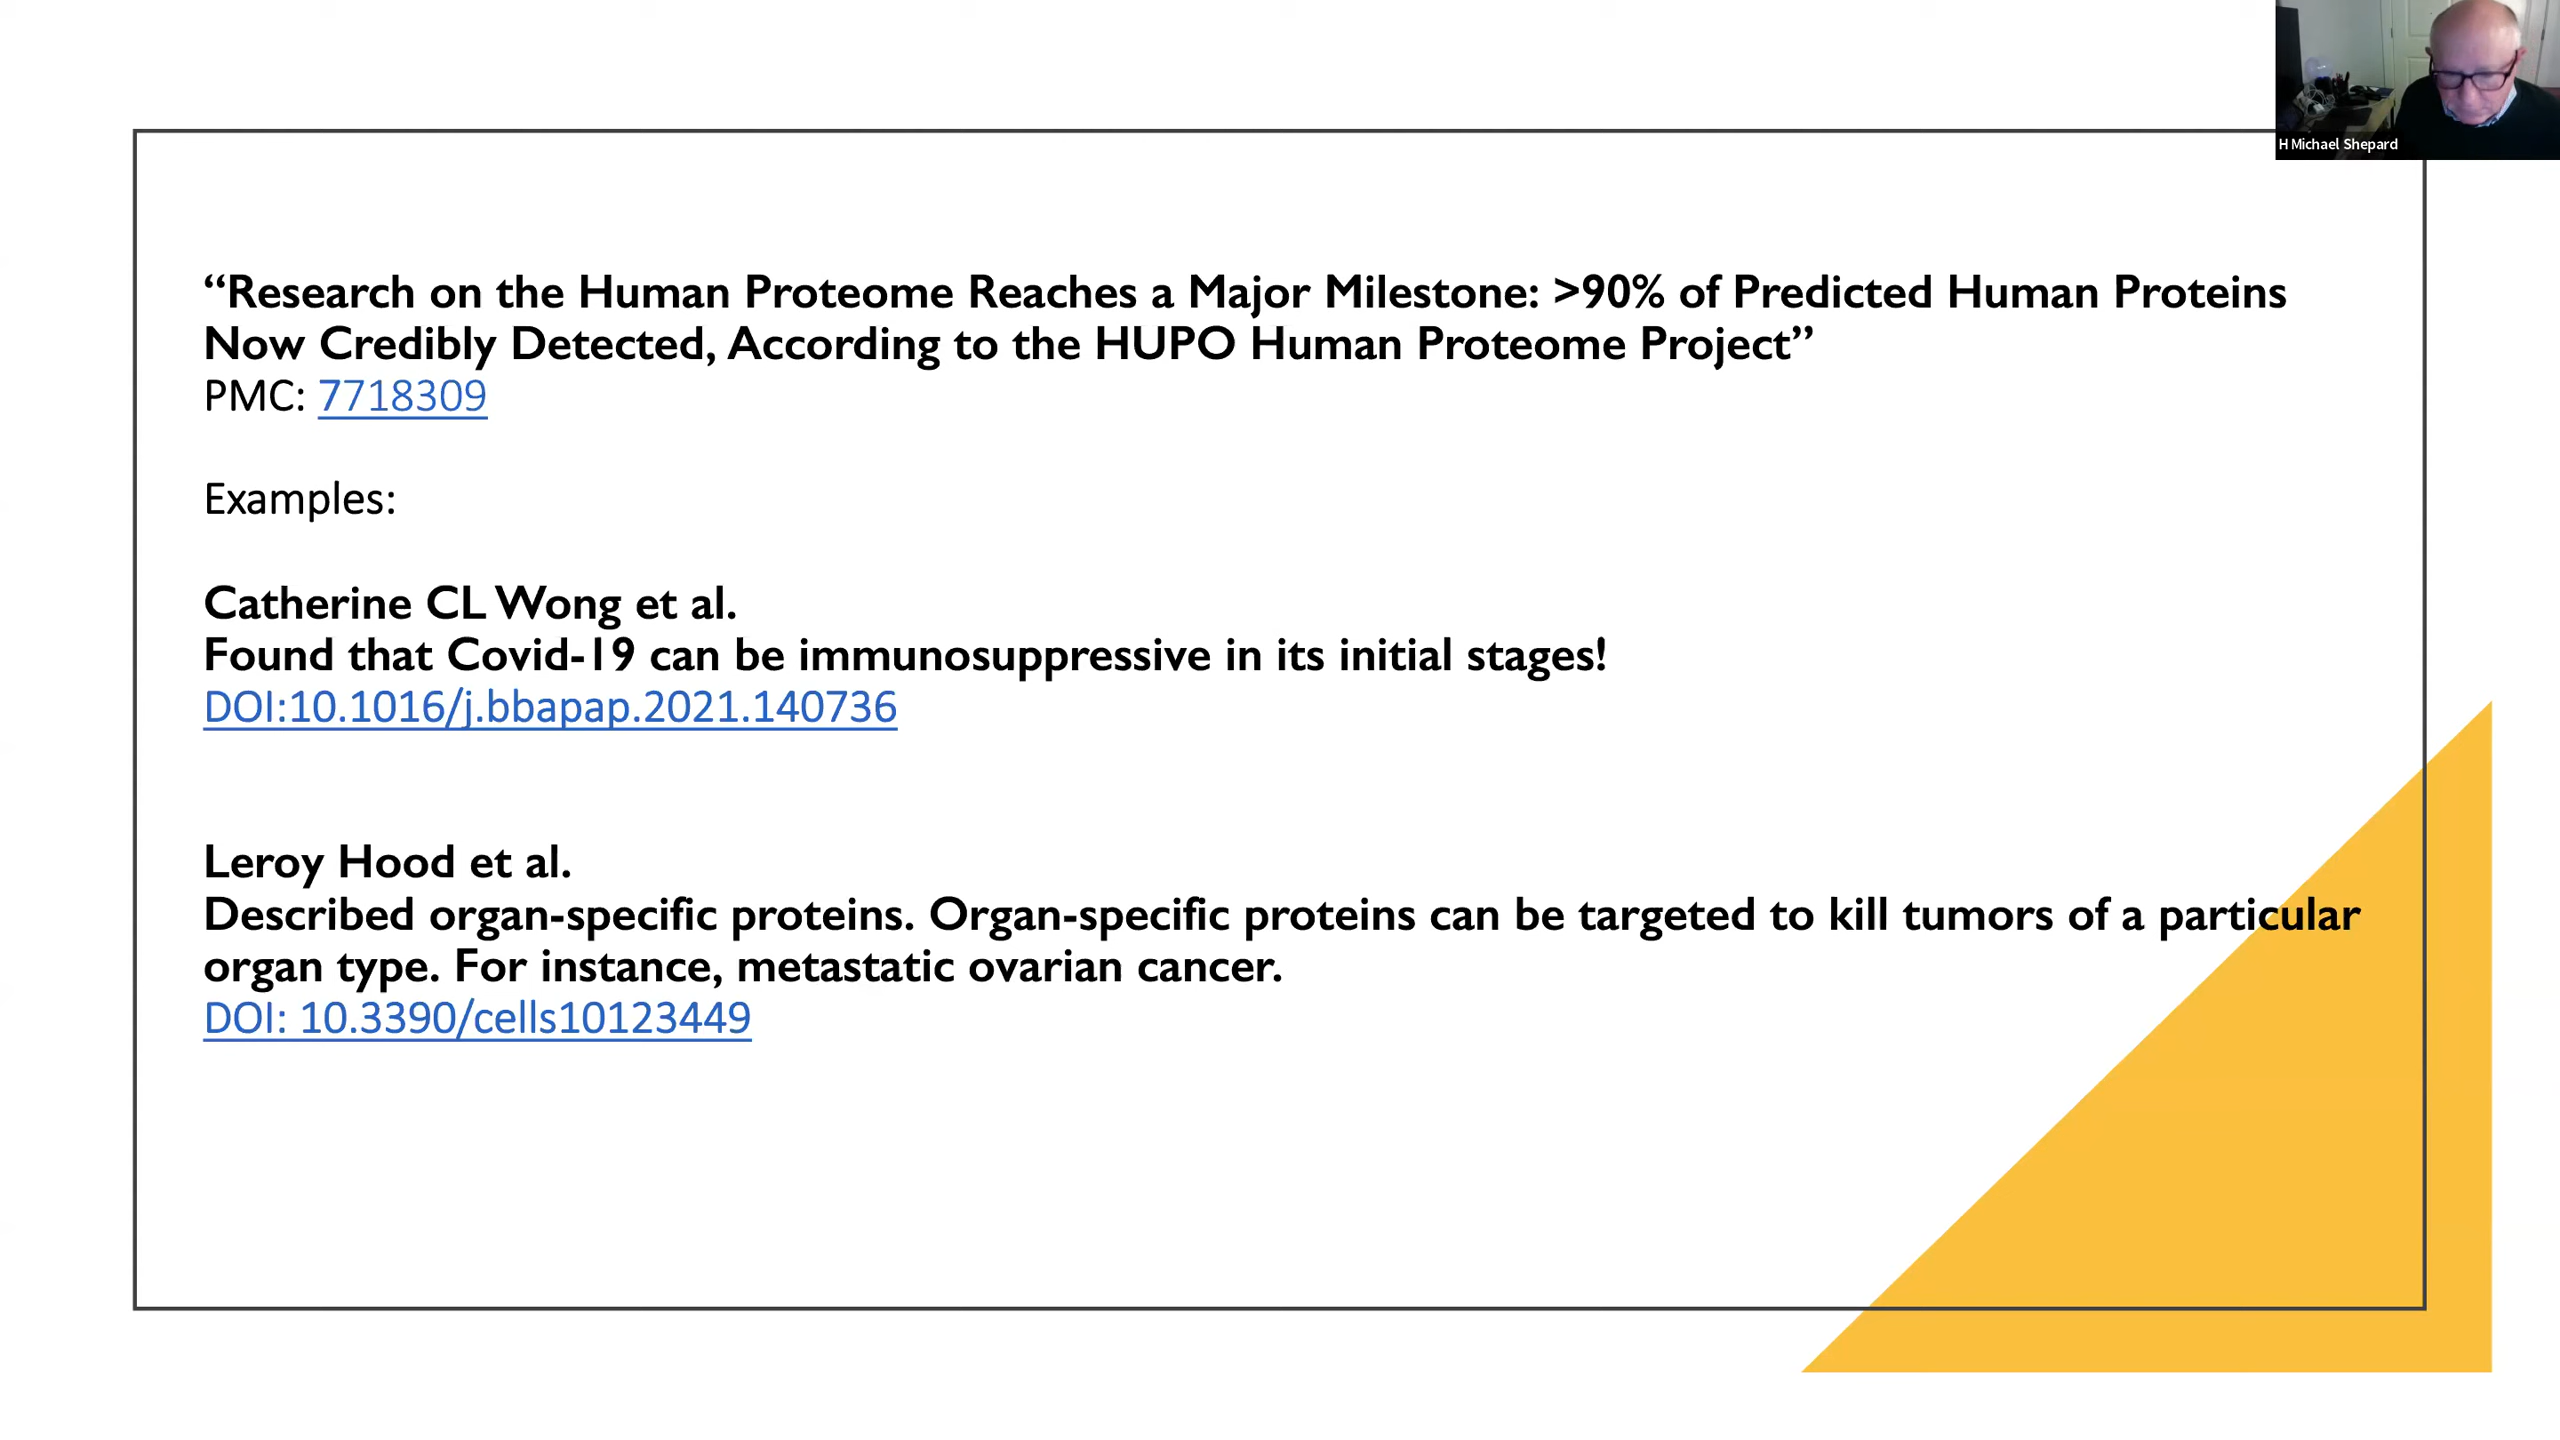 H Michael Shepard
“Research on the Human Proteome Reaches a Major Milestone: >90% of Predicted Human Proteins
Now Credibly Detected, According to the HUPO Human Proteome Project”
PMC: 7718309
Examples:
Catherine CL Wong et al.
Found that Covid-19 can be immunosuppressive in its initial stages!
DOI:10.1016/j.bbapap.2021.140736
Leroy Hood et al.
Described organ-specific proteins. Organ-specific proteins can be targeted to kill tumors of a particular
organ type. For instance, metastatic ovarian cancer.
DOI: 10.3390/cells10123449